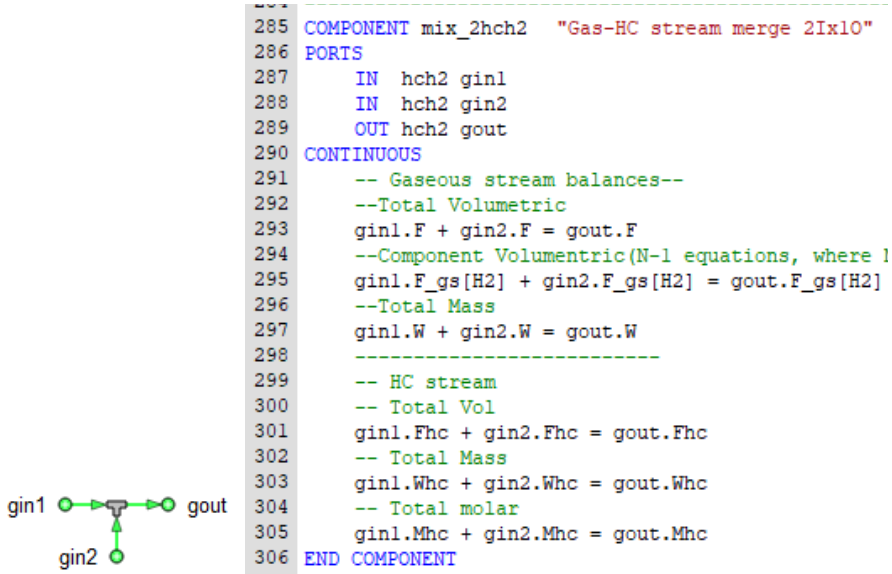 285 COMPONENT mix_2hch2 "Gas-HC stream merge 2Ix1O"
286 PORTS
287 IN hch2 gin1
288 IN hch2 gin2
289 OUT hch2 gout
290 CONTINUOUS
291 -- Gaseous stream balances--
292 --Total Volumetric
293 gin1.F + gin2.F = gout.F
294 --Component Volumentric(N-1 equations, where
295 gin1.F_gs[H2] + gin2.F_gs[H2] = gout.F_gs[H2]
296 --Total Mass
297 gin1.W + gin2.W = gout.W
298 --------------------------
299 -- HC stream
300 -- Total Vol
301 gin1.Fhc + gin2.Fhc = gout.Fhc
302 -- Total Mass
303 gin1.Whc + gin2.Whc = gout.Whc
304 -- Total molar
305 gin1.Mhc + gin2.Mhc = gout.Mhc
306 END COMPONENT
gin1
gout
gin2